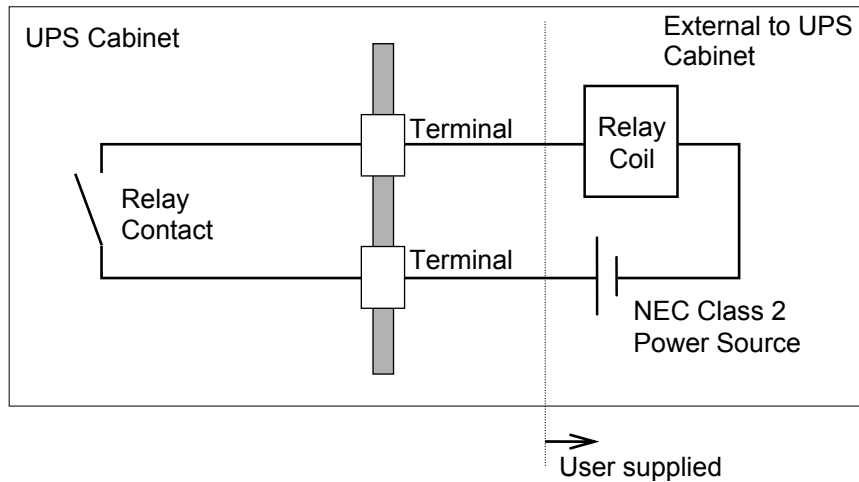 UPS Cabinet
External to UPS
Cabinet
Terminal
Relay
Coil
Relay
Contact
Terminal
NEC Class 2
Power Source
User supplied